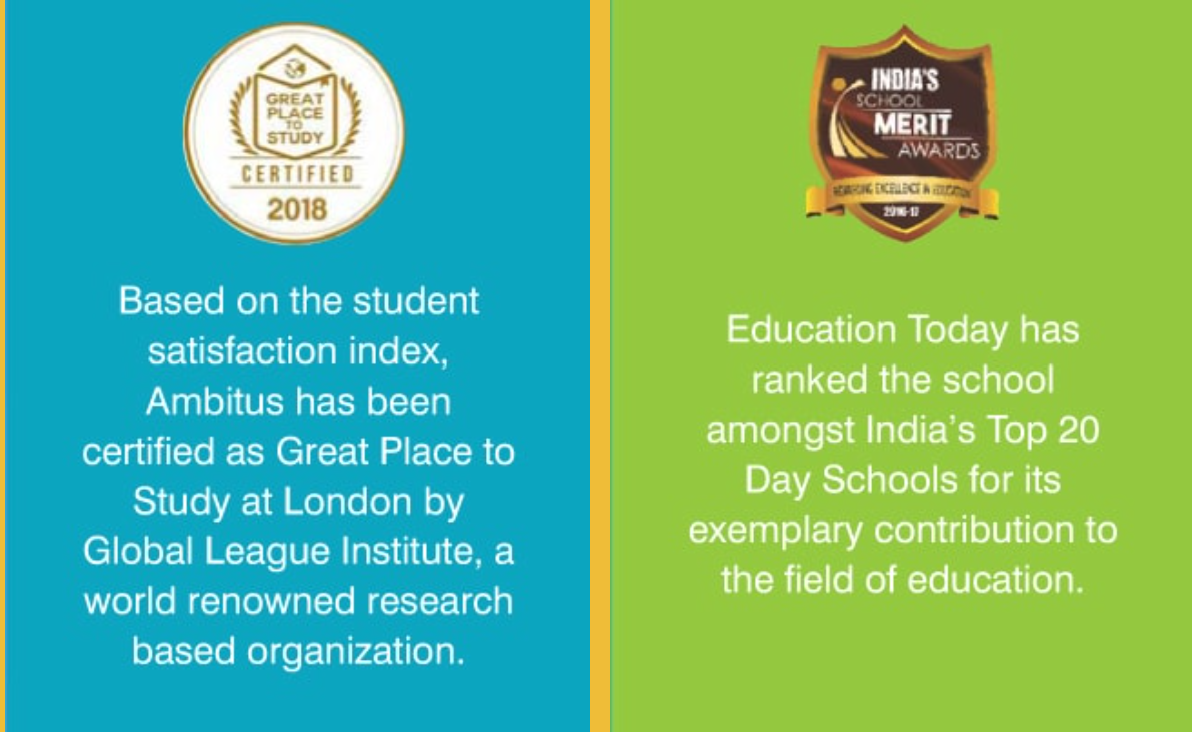 GREAT
PLACE
TO
STUDY
CERTIFIED
2018
Based on the student
satisfaction index,
Ambitus has been
certified as Great Place to
Study at London by
Global League Institute, a
world renowned research
based organization.
INDIA'S
SCHOOL
MERIT
AWARDS
REWARDING EXCELLENCE IN EDUCATION
2016-17
Education Today has
ranked the school
amongst India's Top 20
Day Schools for its
exemplary contribution to
the field of education.